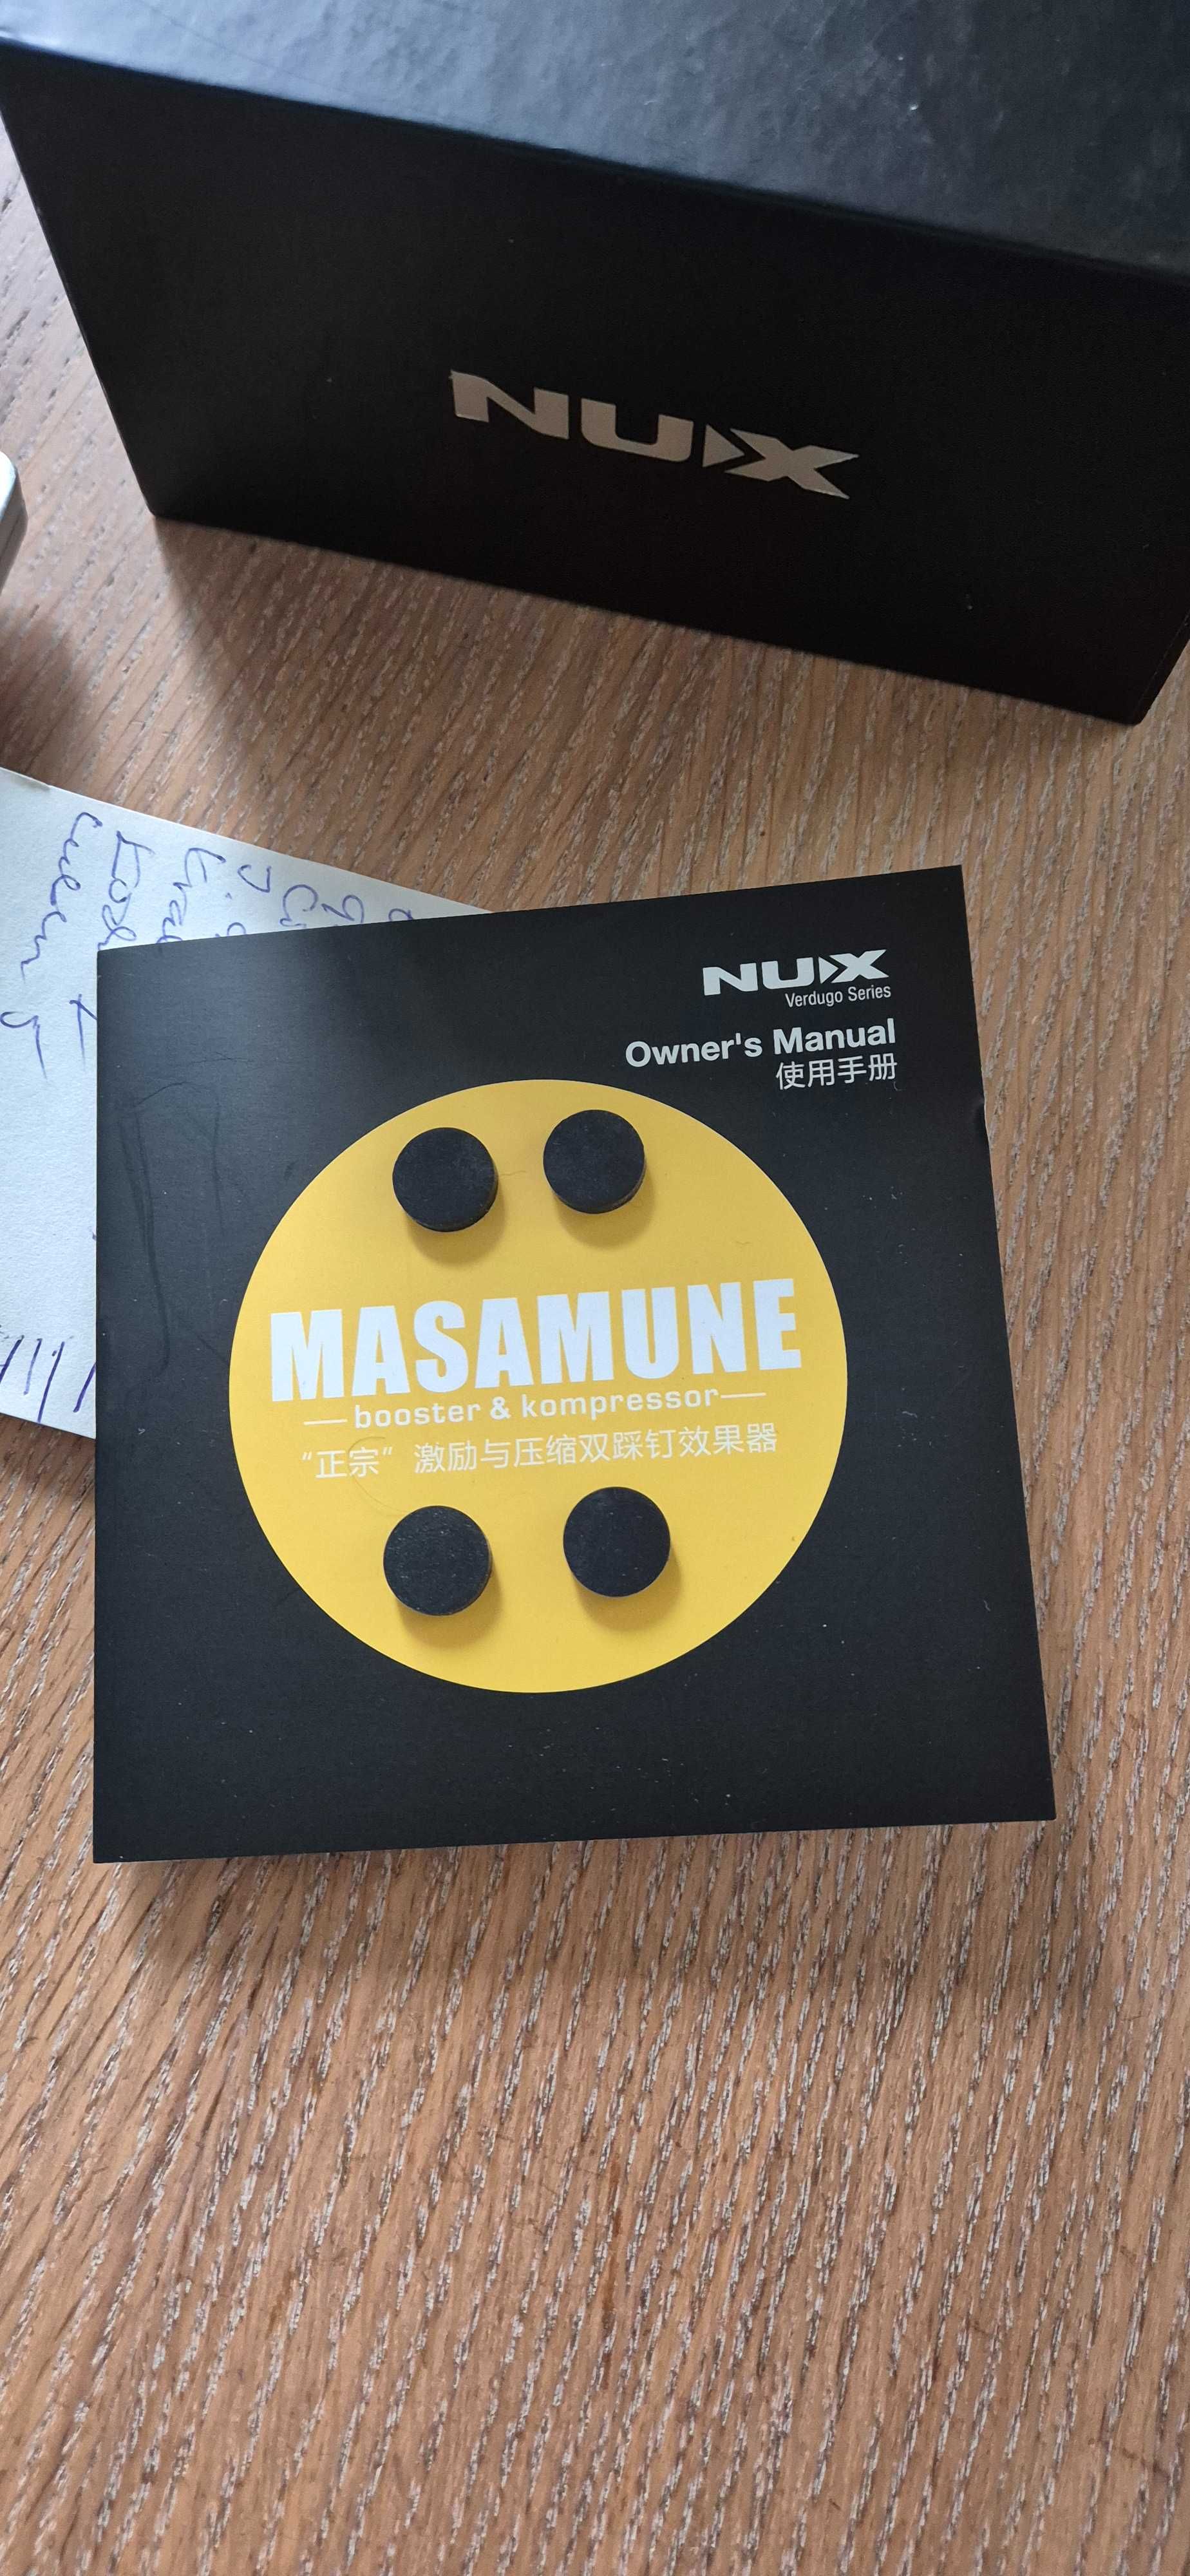 NUX
NUX
Verdugo Series
Owner's Manual
使用手册
MASAMUNE
booster & kompressor
“正宗” 激励与压缩双踩钉效果器